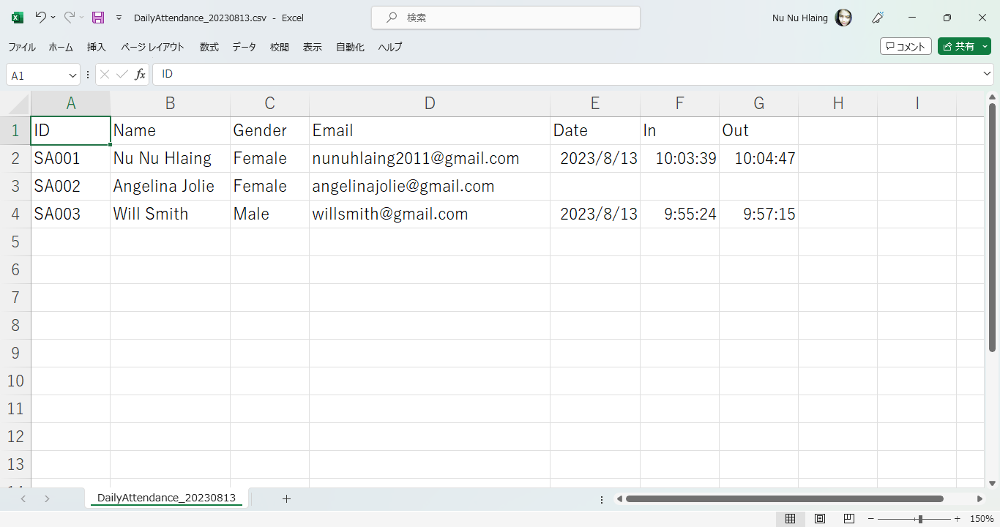 DailyAttendance_20230813.csv - Excel
検索
Nu Nu Hlaing
ファイル ホーム 挿入 ページ レイアウト 数式 データ 校閲 表示 自動化 ヘルプ
コメント 共有
A1 fx ID
A B C D E F G H I
1 ID Name Gender Email Date In Out
2 SA001 Nu Nu Hlaing Female nunuhlaing2011@gmail.com 2023/8/13 10:03:39 10:04:47
3 SA002 Angelina Jolie Female angelinajolie@gmail.com
4 SA003 Will Smith Male willsmith@gmail.com 2023/8/13 9:55:24 9:57:15
5
6
7
8
9
10
11
12
13
DailyAttendance_20230813
150%